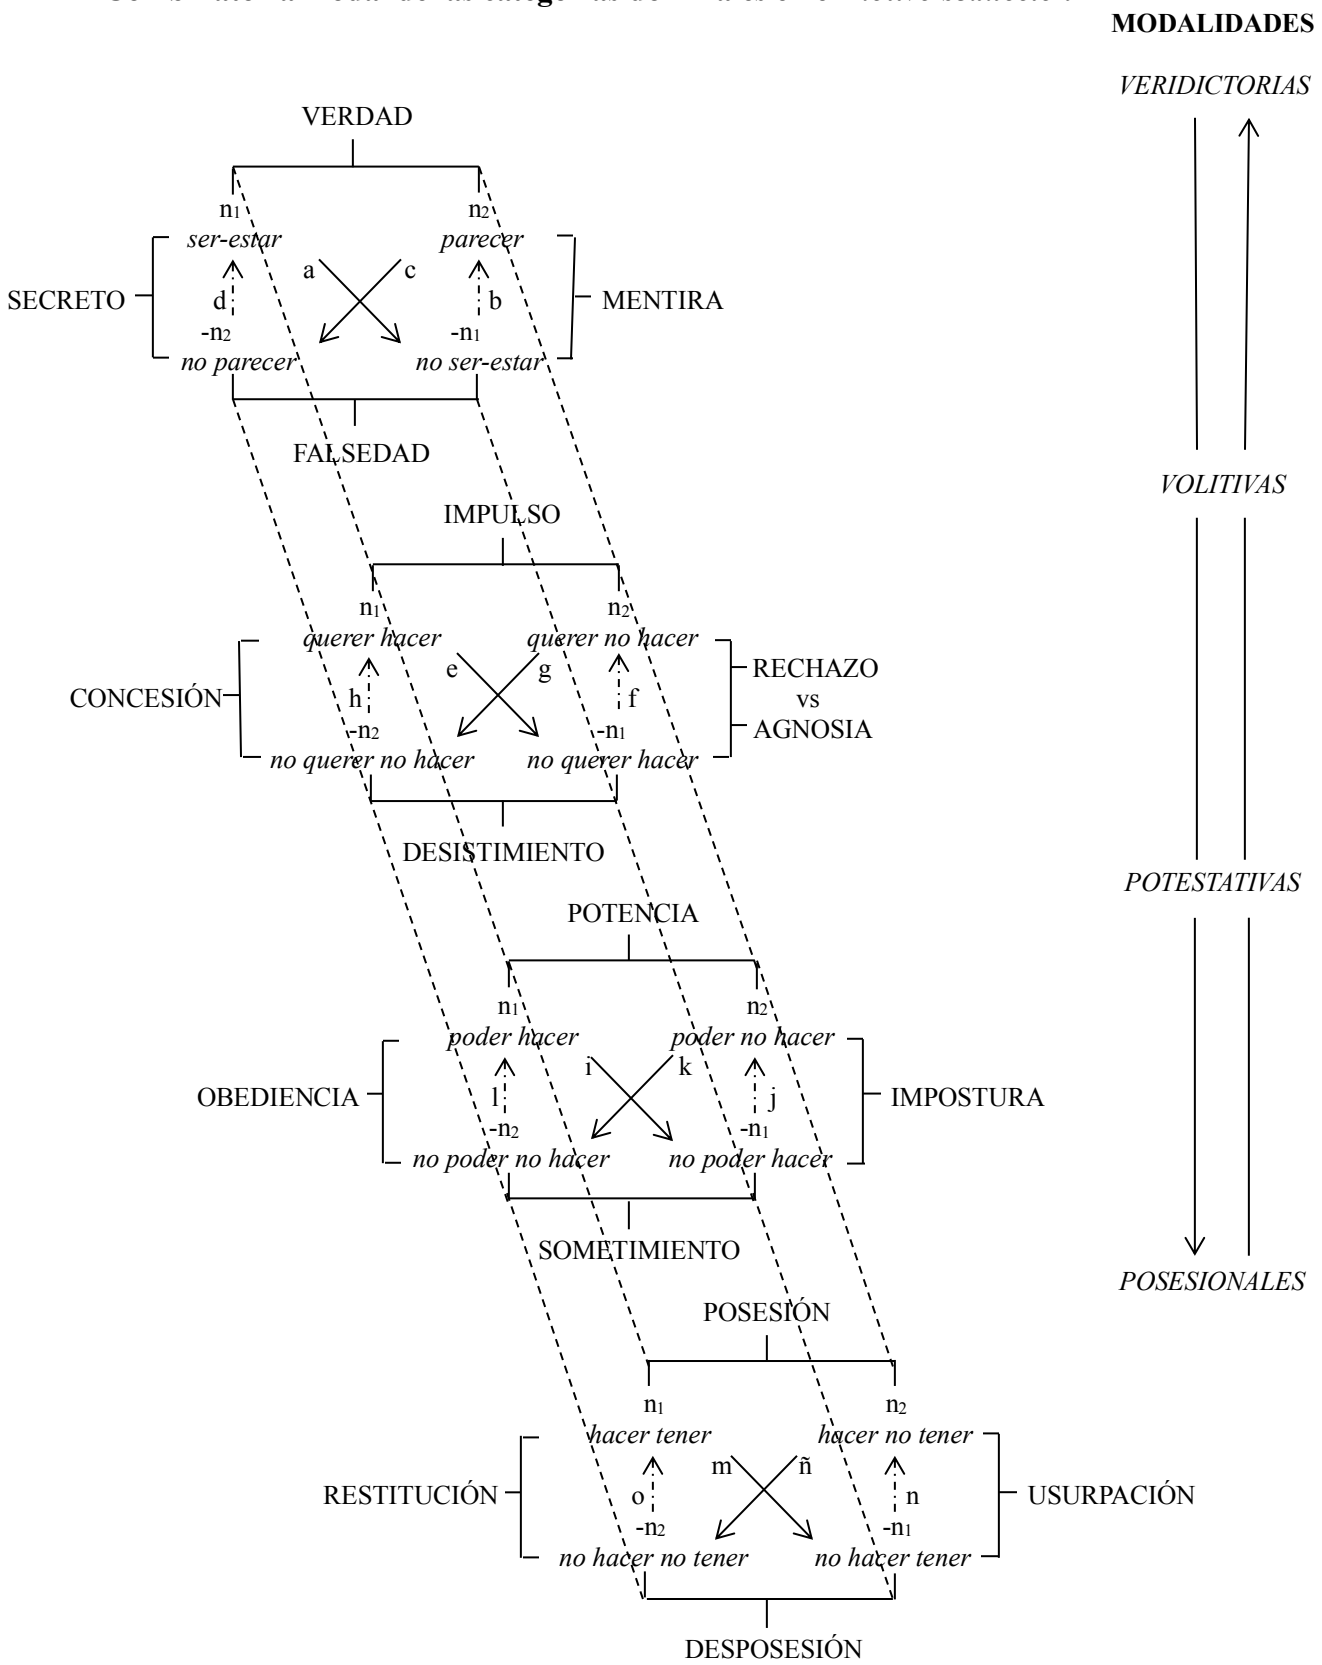 MODALIDADES
VERIDICTORIAS
VERDAD
n1 n2
ser-estar parecer
a c
SECRETO d b MENTIRA
-n2 -n1
no parecer no ser-estar
FALSEDAD
VOLITIVAS
IMPULSO
n1 n2
querer hacer querer no hacer
e g RECHAZO
CONCESIÓN h f vs
-n2 -n1 AGNOSIA
no querer no hacer no querer hacer
DESISTIMIENTO
POTESTATIVAS
POTENCIA
n1 n2
poder hacer poder no hacer
i k
OBEDIENCIA l j IMPOSTURA
-n2 -n1
no poder no hacer no poder hacer
SOMETIMIENTO
POSESIONALES
POSESIÓN
n1 n2
hacer tener hacer no tener
m ñ
RESTITUCIÓN o n USURPACIÓN
-n2 -n1
no hacer no tener no hacer tener
DESPOSESIÓN